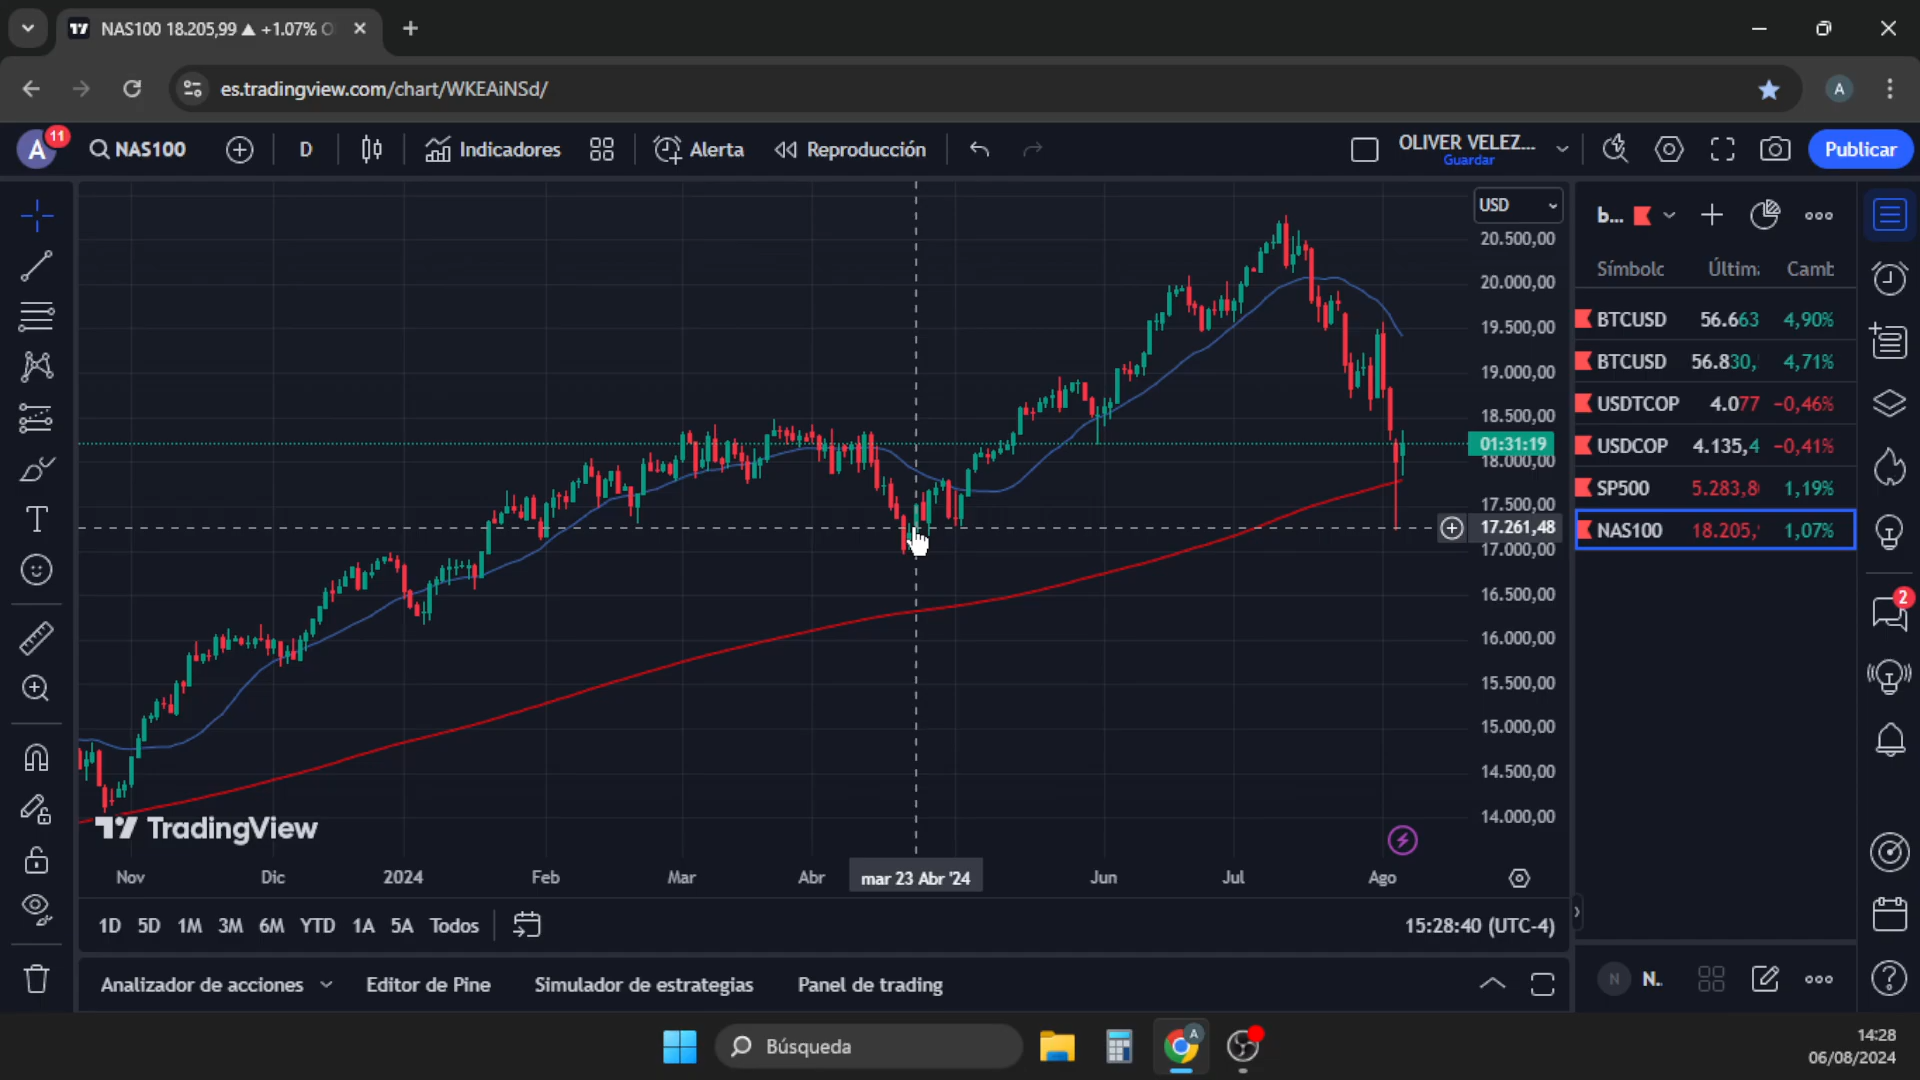 NAS100 18.205,99 ▲ +1.07% O
es.tradingview.com/chart/WKEAiNSd/
A
A
11
NAS100
D
Indicadores
Alerta
Reproducción
OLIVER VELEZ...
Guardar
Publicar
USD
20.500,00
20.000,00
19.500,00
19.000,00
18.500,00
01:31:19
18.000,00
17.500,00
17.261,48
17.000,00
16.500,00
16.000,00
15.500,00
15.000,00
14.500,00
14.000,00
b...
Símbolc Últim Camb
BTCUSD 56.663 4,90%
BTCUSD 56.830, 4,71%
USDTCOP 4.077 −0,46%
USDCOP 4.135,4 −0,41%
SP500 5.283,8 1,19%
NAS100 18.205, 1,07%
2
TradingView
Nov Dic 2024 Feb Mar Abr mar 23 Abr '24 Jun Jul Ago
1D 5D 1M 3M 6M YTD 1A 5A Todos
15:28:40 (UTC-4)
Analizador de acciones Editor de Pine Simulador de estrategias Panel de trading
N N..
Búsqueda
A
14:28
06/08/2024